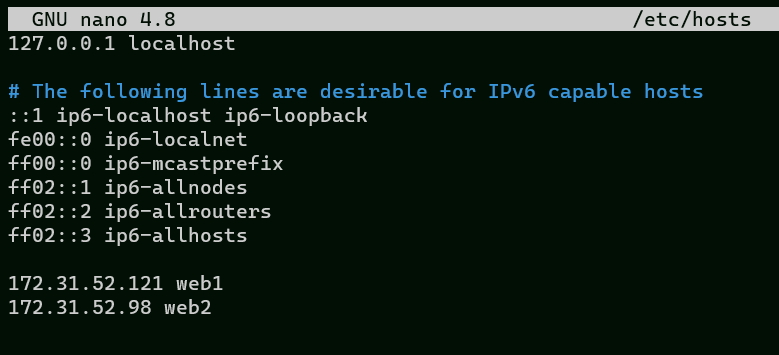 GNU nano 4.8 /etc/hosts
127.0.0.1 localhost
# The following lines are desirable for IPv6 capable hosts
::1 ip6-localhost ip6-loopback
fe00::0 ip6-localnet
ff00::0 ip6-mcastprefix
ff02::1 ip6-allnodes
ff02::2 ip6-allrouters
ff02::3 ip6-allhosts
172.31.52.121 web1
172.31.52.98 web2